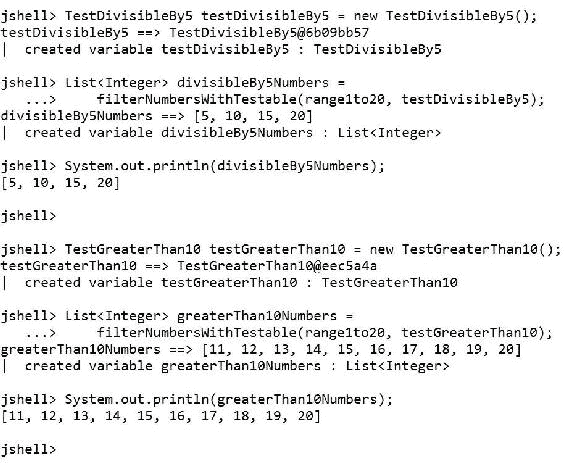 jshell> TestDivisibleBy5 testDivisibleBy5 = new TestDivisibleBy5();
testDivisibleBy5 ==> TestDivisibleBy5@6b09bb57
|  created variable testDivisibleBy5 : TestDivisibleBy5
jshell> List<Integer> divisibleBy5Numbers =
   ...>     filterNumbersWithTestable(range1to20, testDivisibleBy5);
divisibleBy5Numbers ==> [5, 10, 15, 20]
|  created variable divisibleBy5Numbers : List<Integer>
jshell> System.out.println(divisibleBy5Numbers);
[5, 10, 15, 20]
jshell>
jshell> TestGreaterThan10 testGreaterThan10 = new TestGreaterThan10();
testGreaterThan10 ==> TestGreaterThan10@eec5a4a
|  created variable testGreaterThan10 : TestGreaterThan10
jshell> List<Integer> greaterThan10Numbers =
   ...>     filterNumbersWithTestable(range1to20, testGreaterThan10);
greaterThan10Numbers ==> [11, 12, 13, 14, 15, 16, 17, 18, 19, 20]
|  created variable greaterThan10Numbers : List<Integer>
jshell> System.out.println(greaterThan10Numbers);
[11, 12, 13, 14, 15, 16, 17, 18, 19, 20]
jshell>